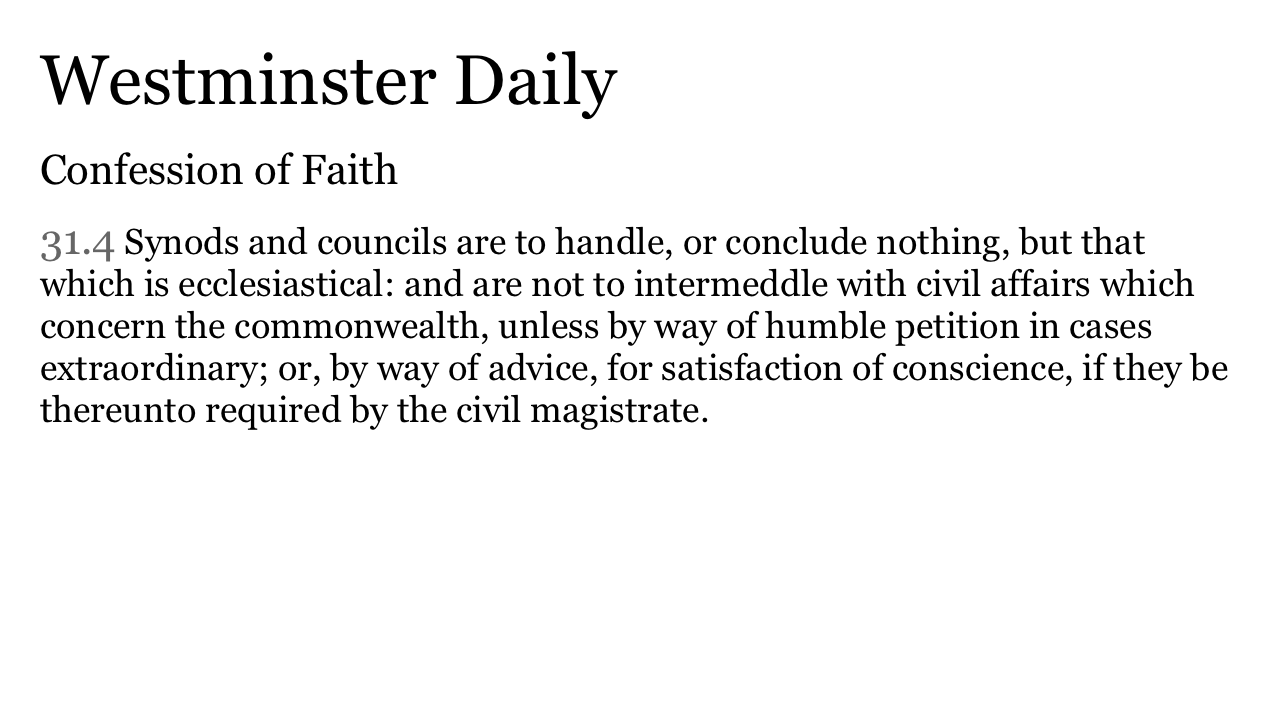 Westminster Daily
Confession of Faith
31.4 Synods and councils are to handle, or conclude nothing, but that
which is ecclesiastical: and are not to intermeddle with civil affairs which
concern the commonwealth, unless by way of humble petition in cases
extraordinary; or, by way of advice, for satisfaction of conscience, if they be
thereunto required by the civil magistrate.